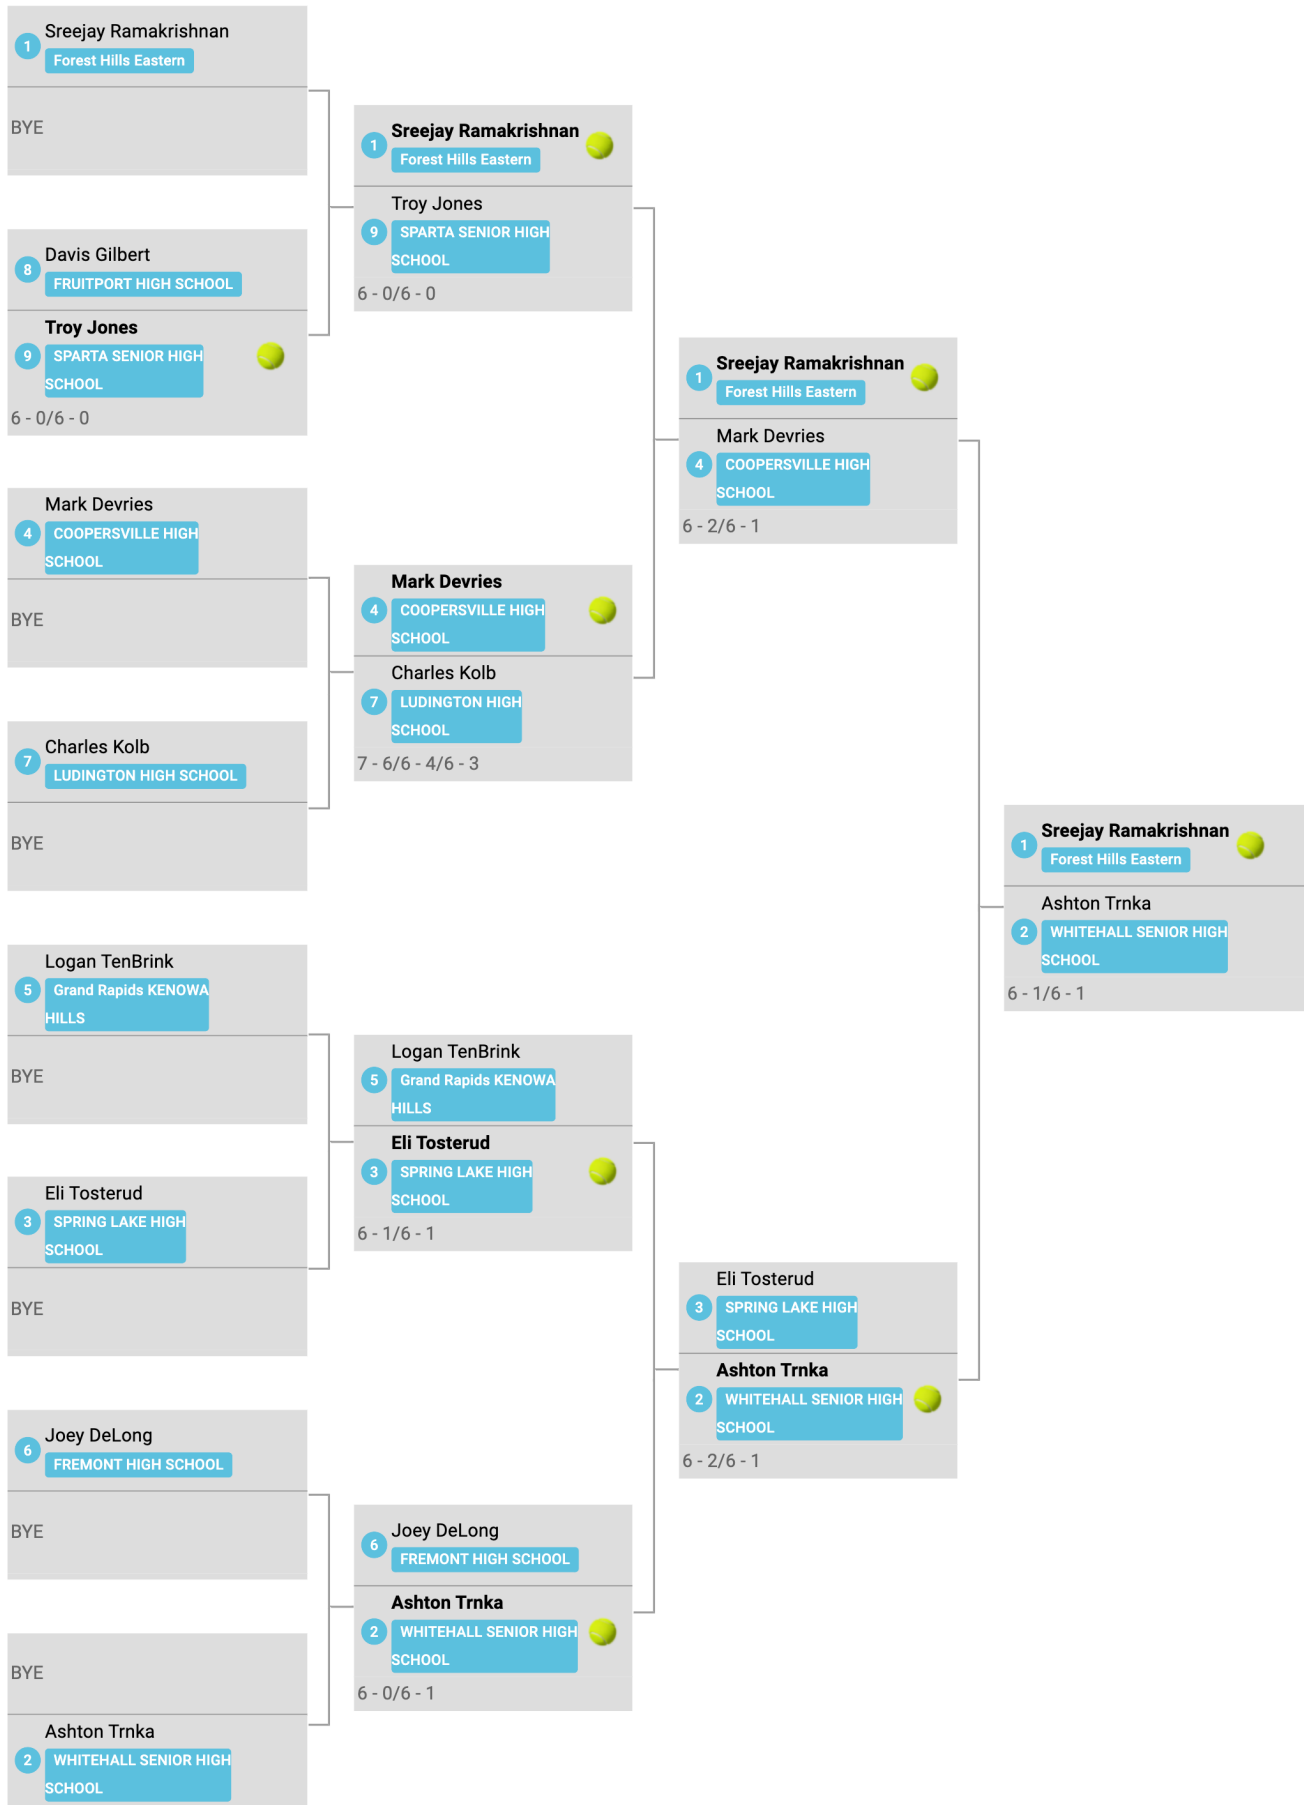 1
Sreejay Ramakrishnan
Forest Hills Eastern
BYE
8
Davis Gilbert
FRUITPORT HIGH SCHOOL
Troy Jones
9
SPARTA SENIOR HIGH
SCHOOL
6 - 0/6 - 0
Mark Devries
4
COOPERSVILLE HIGH
SCHOOL
BYE
7
Charles Kolb
LUDINGTON HIGH SCHOOL
BYE
Logan TenBrink
5
Grand Rapids KENOWA
HILLS
BYE
Eli Tosterud
3
SPRING LAKE HIGH
SCHOOL
BYE
6
Joey DeLong
FREMONT HIGH SCHOOL
BYE
BYE
Ashton Trnka
2
WHITEHALL SENIOR HIGH
SCHOOL
1
Sreejay Ramakrishnan
Forest Hills Eastern
Troy Jones
9
SPARTA SENIOR HIGH
SCHOOL
6 - 0/6 - 0
Mark Devries
4
COOPERSVILLE HIGH
SCHOOL
Charles Kolb
7
LUDINGTON HIGH
SCHOOL
7 - 6/6 - 4/6 - 3
Logan TenBrink
5
Grand Rapids KENOWA
HILLS
Eli Tosterud
3
SPRING LAKE HIGH
SCHOOL
6 - 1/6 - 1
6
Joey DeLong
FREMONT HIGH SCHOOL
Ashton Trnka
2
WHITEHALL SENIOR HIGH
SCHOOL
6 - 0/6 - 1
1
Sreejay Ramakrishnan
Forest Hills Eastern
Mark Devries
4
COOPERSVILLE HIGH
SCHOOL
6 - 2/6 - 1
Eli Tosterud
3
SPRING LAKE HIGH
SCHOOL
Ashton Trnka
2
WHITEHALL SENIOR HIGH
SCHOOL
6 - 2/6 - 1
1
Sreejay Ramakrishnan
Forest Hills Eastern
Ashton Trnka
2
WHITEHALL SENIOR HIGH
SCHOOL
6 - 1/6 - 1